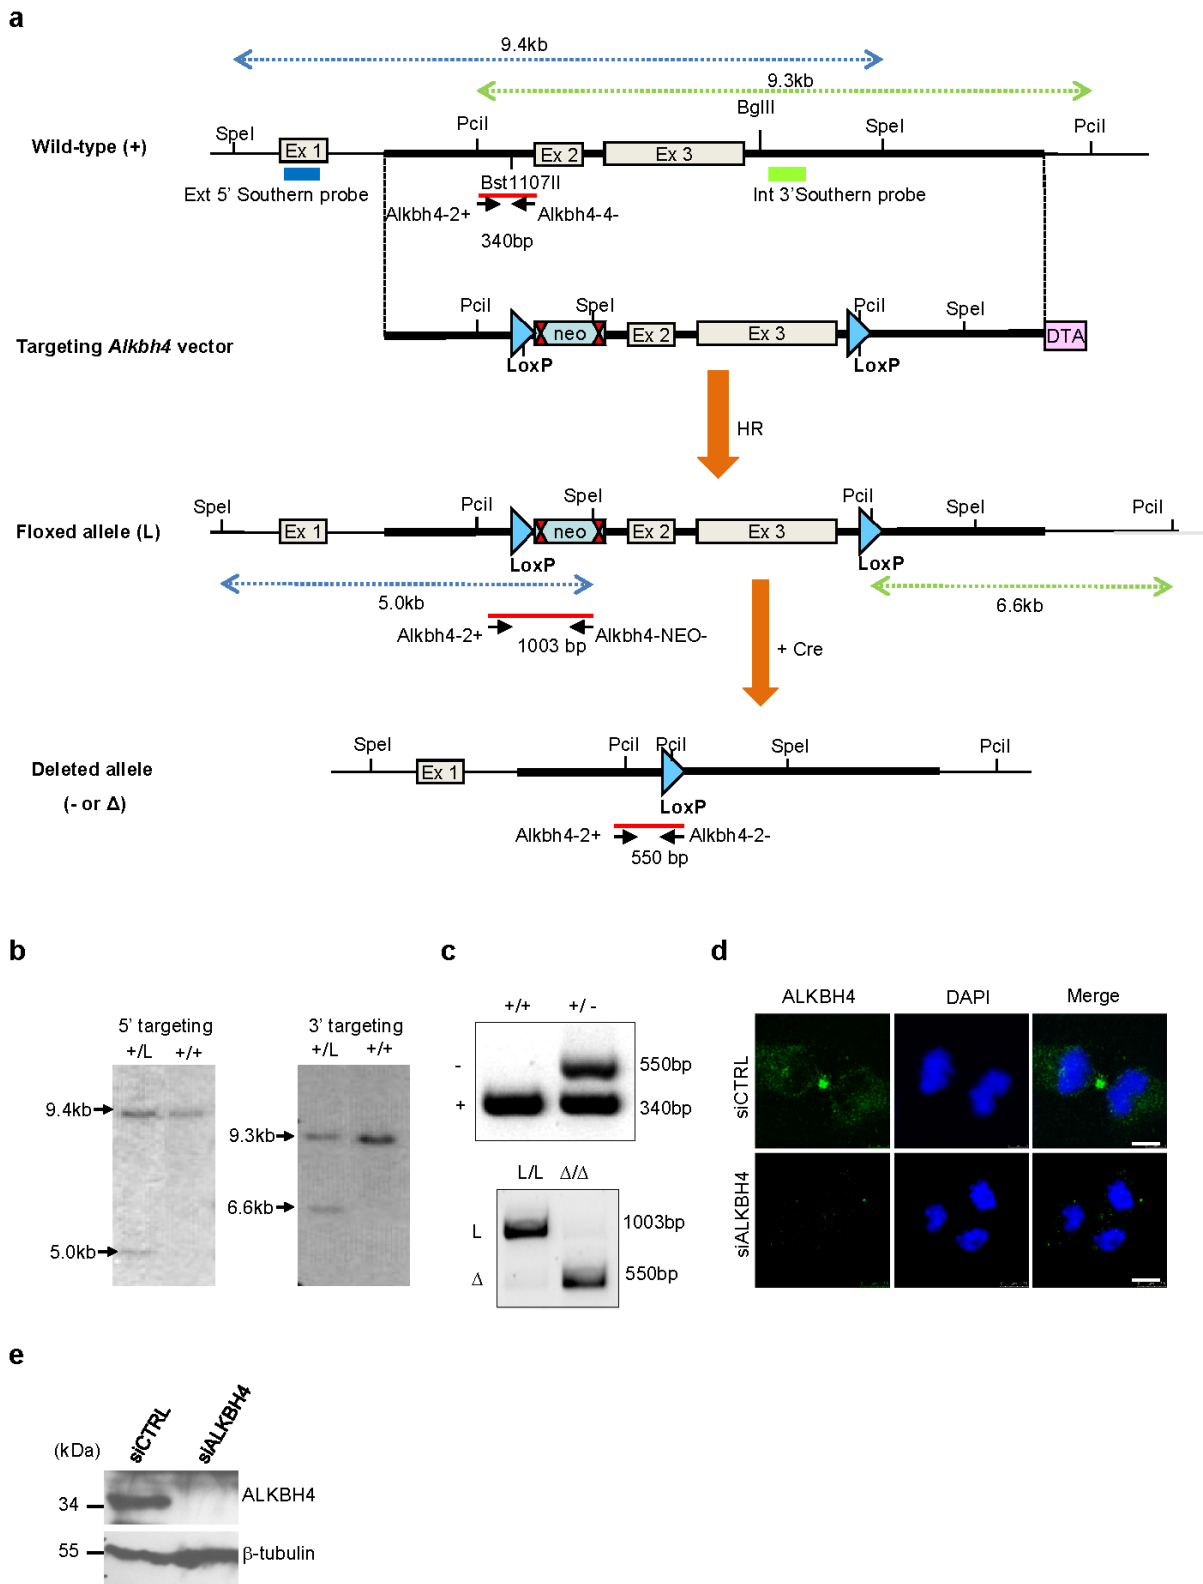 a
9.4kb
9.3kb
BglII
Wild-type (+)
SpeI
Ex 1
PciI
Ex 2
Ex 3
SpeI
PciI
Bst1107II
Ext 5' Southern probe
Int 3'Southern probe
Alkbh4-2+
Alkbh4-4-
340bp
PciI
SpeI
PciI
SpeI
Targeting Alkbh4 vector
neo
Ex 2
Ex 3
DTA
LoxP
LoxP
HR
SpeI
PciI
SpeI
PciI
SpeI
PciI
Floxed allele (L)
Ex 1
neo
Ex 2
Ex 3
LoxP
LoxP
5.0kb
6.6kb
Alkbh4-2+
1003 bp
Alkbh4-NEO-
+ Cre
SpeI
PciI
PciI
SpeI
PciI
Deleted allele
(- or Δ)
Ex 1
LoxP
Alkbh4-2+
Alkbh4-2-
550 bp
b
5' targeting
+/L
+/+
9.4kb
5.0kb
3' targeting
+/L
+/+
9.3kb
6.6kb
c
+/+
+/-
-
550bp
+
340bp
L/L
Δ/Δ
L
1003bp
Δ
550bp
d
ALKBH4
DAPI
Merge
siCTRL
siALKBH4
e
siCTRL
siALKBH4
(kDa)
34
ALKBH4
55
β-tubulin